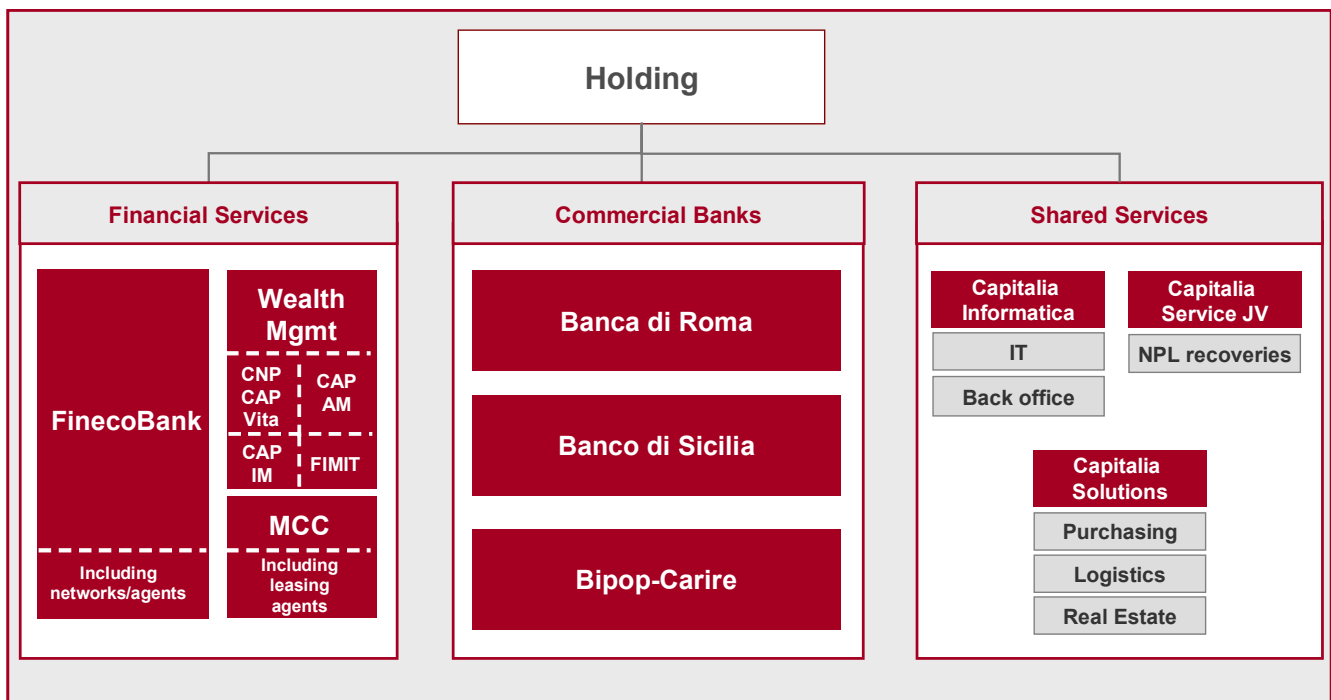 Holding
Financial Services
FinecoBank
Including
networks/agents
Wealth
Mgmt
CNP
CAP
Vita
CAP
AM
CAP
IM
FIMIT
MCC
Including
leasing
agents
Commercial Banks
Banca di Roma
Banco di Sicilia
Bipop-Carire
Shared Services
Capitalia
Informatica
IT
Back office
Capitalia
Service JV
NPL recoveries
Capitalia
Solutions
Purchasing
Logistics
Real Estate